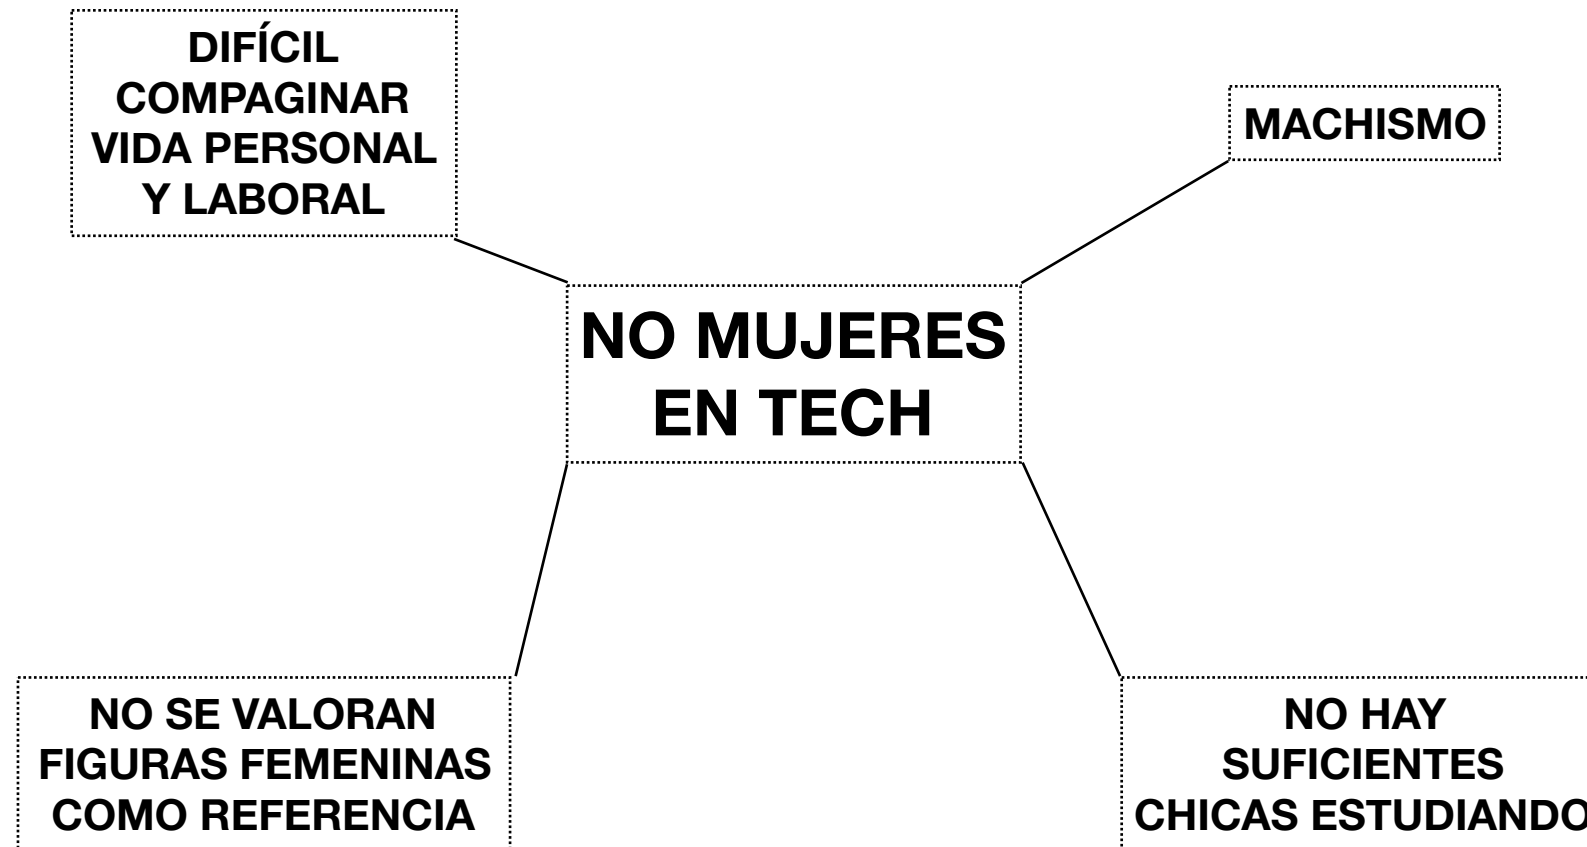 DIFÍCIL
COMPAGINAR
VIDA PERSONAL
Y LABORAL
MACHISMO
NO MUJERES
EN TECH
NO SE VALORAN
FIGURAS FEMENINAS
COMO REFERENCIA
NO HAY
SUFICIENTES
CHICAS ESTUDIANDO